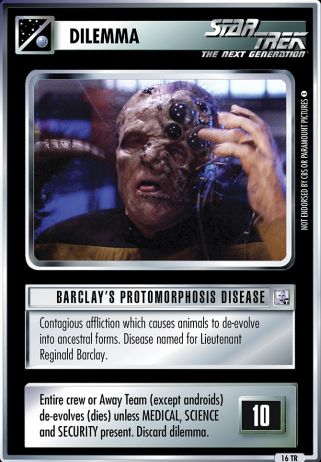 DILEMMA
STAR TREK
THE NEXT GENERATION
NOT ENDORSED BY CBS OR PARAMOUNT PICTURES
BARCLAY'S PROTOMORPHOSIS DISEASE
Contagious affliction which causes animals to de-evolve
into ancestral forms. Disease named for Lieutenant
Reginald Barclay.
Entire crew or Away Team (except androids)
de-evolves (dies) unless MEDICAL, SCIENCE
and SECURITY present. Discard dilemma.
10
16 TR